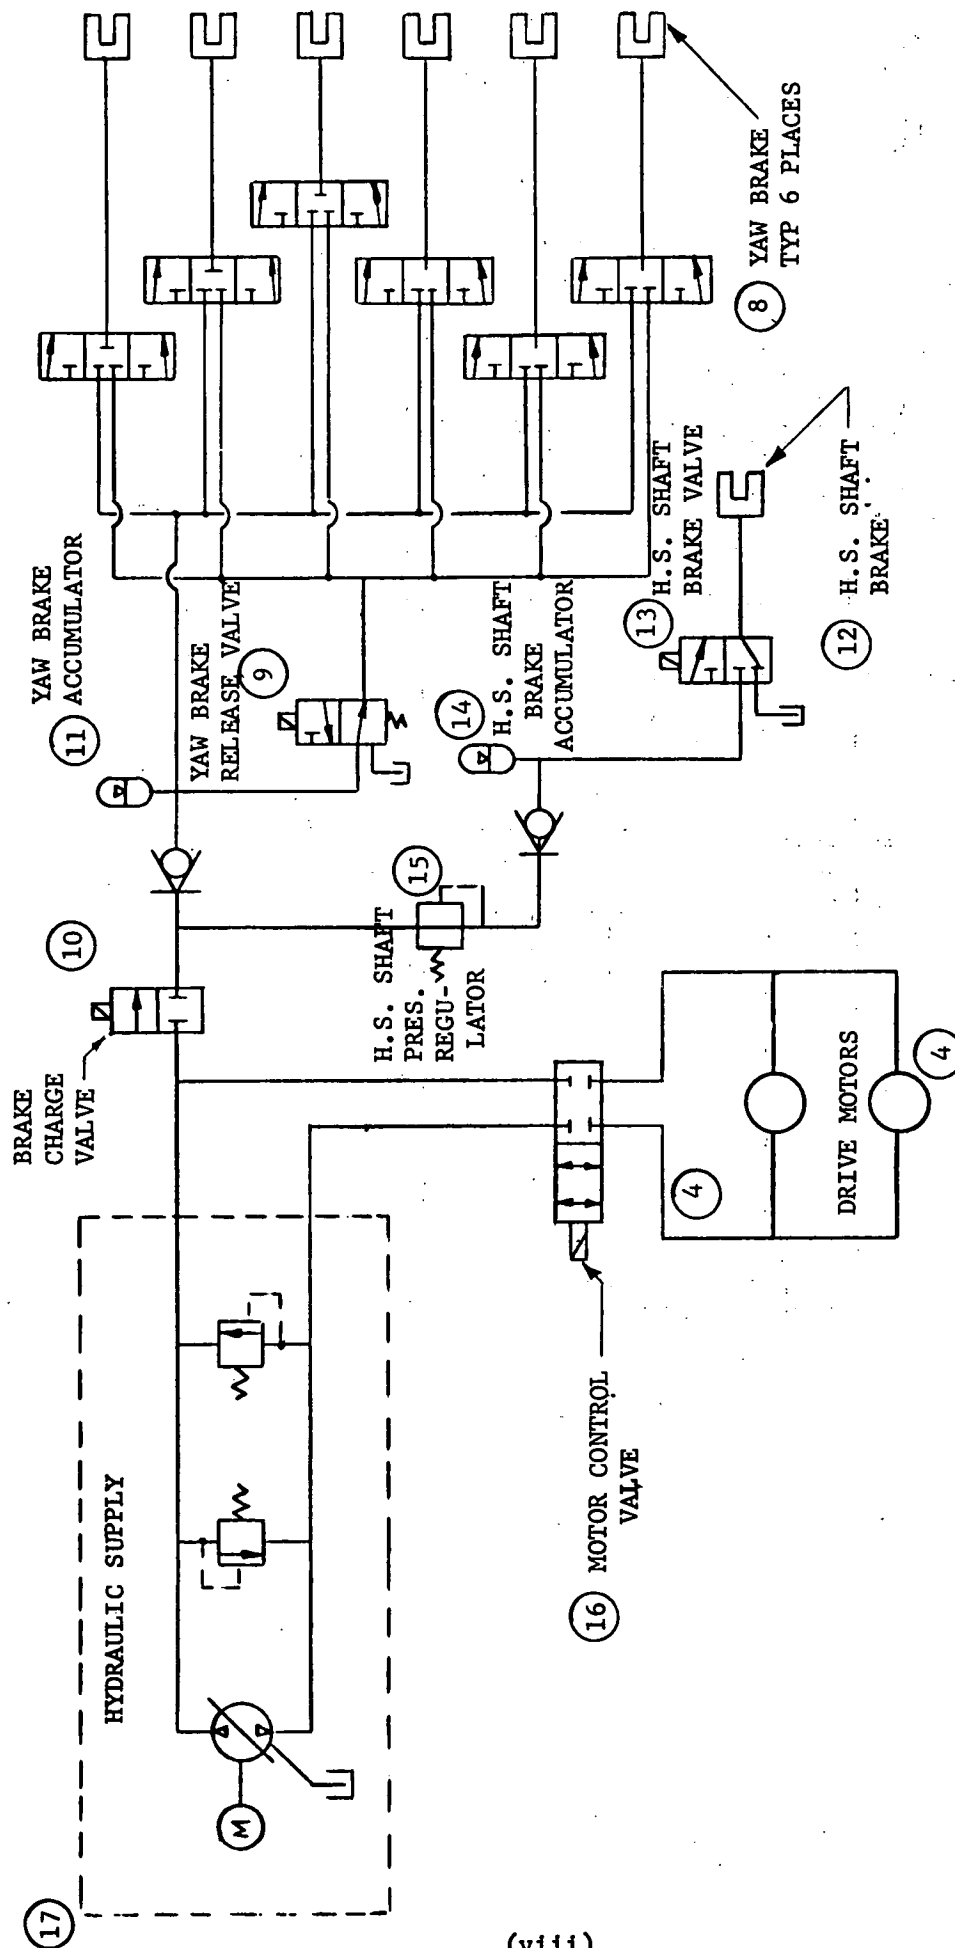 17
HYDRAULIC SUPPLY
M
BRAKE
CHARGE
VALVE
10
11
YAW BRAKE
ACCUMULATOR
YAW BRAKE
RELEASE VALVE
9
H.S. SHAFT
PRES.
REGU-
LATOR
15
14
H.S. SHAFT
BRAKE
ACCUMULATOR
13
H.S. SHAFT
BRAKE VALVE
12
H.S. SHAFT
BRAKE
8
YAW BRAKE
TYP 6 PLACES
16
MOTOR CONTROL
VALVE
4
DRIVE MOTORS
4
(viii)